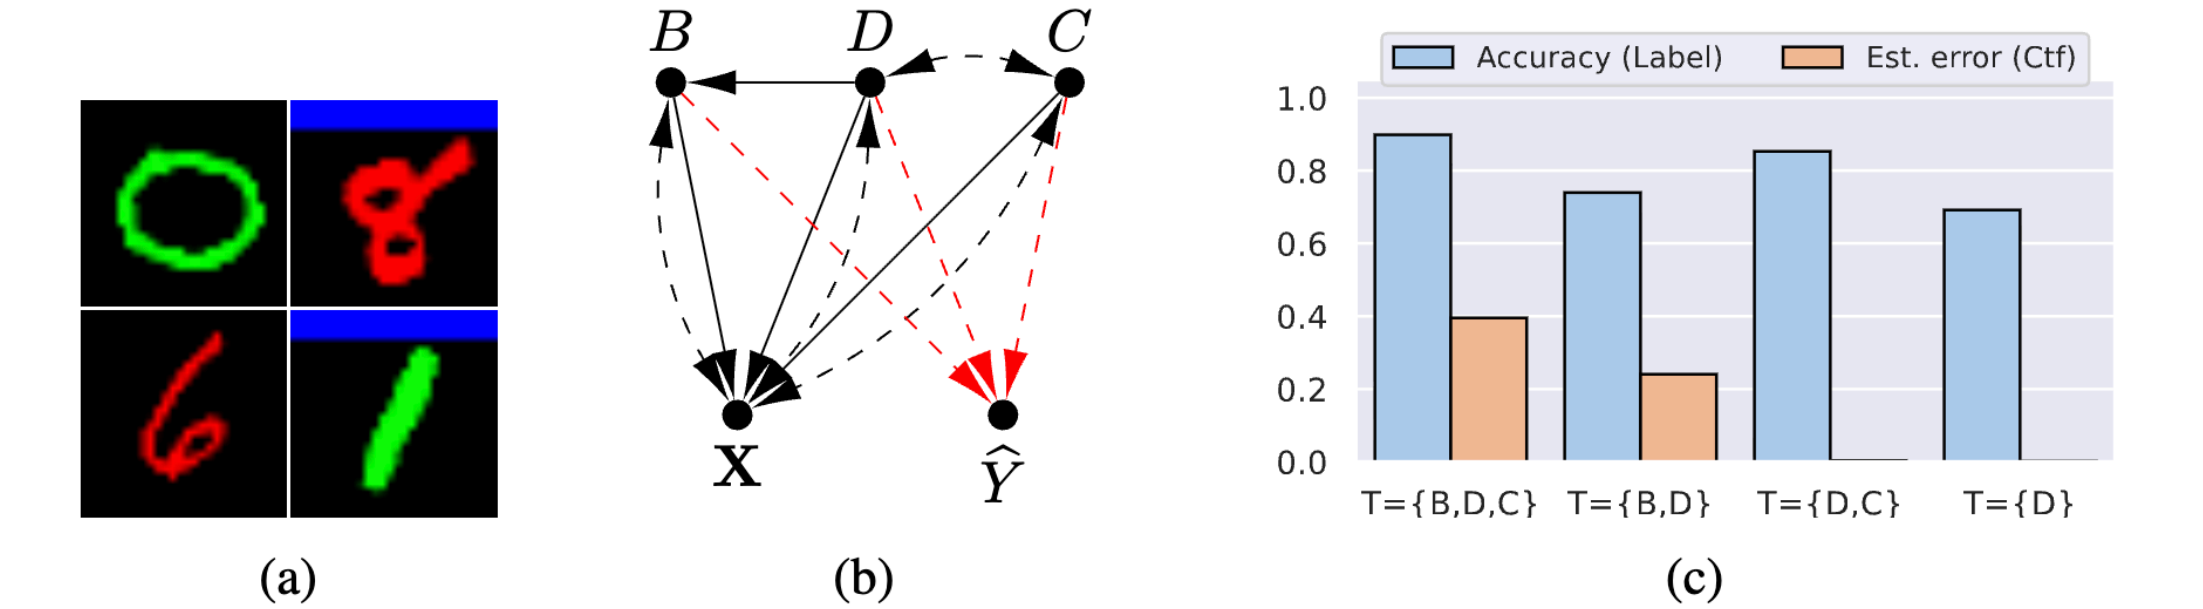 B D C
X
Ŷ
Accuracy (Label) Est. error (Ctf)
1.0
0.8
0.6
0.4
0.2
0.0
T={B,D,C} T={B,D} T={D,C} T={D}
(a) (b) (c)